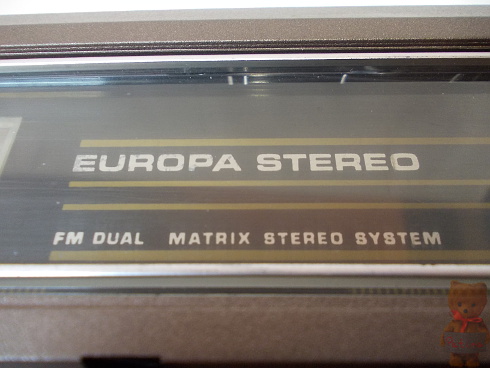 EUROPA STEREO
FM DUAL MATRIX STEREO SYSTEM